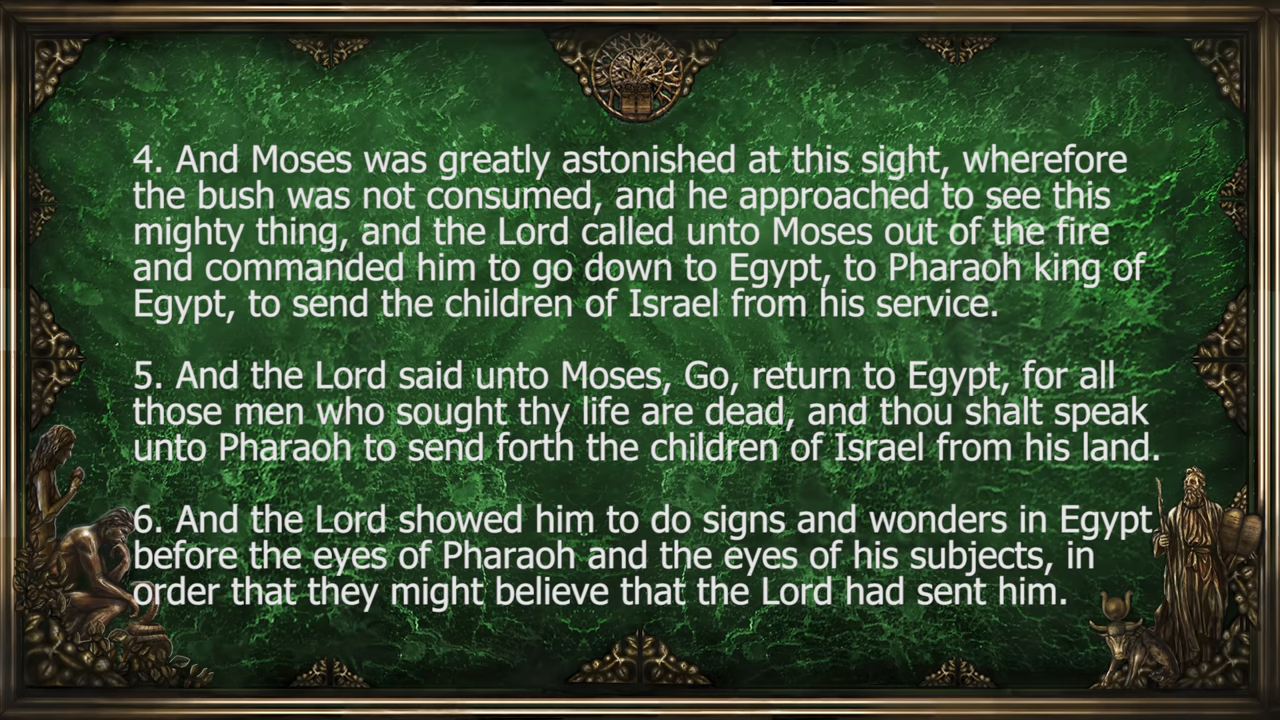 4. And Moses was greatly astonished at this sight, wherefore
the bush was not consumed, and he approached to see this
mighty thing, and the Lord called unto Moses out of the fire
and commanded him to go down to Egypt, to Pharaoh king of
Egypt, to send the children of Israel from his service.
5. And the Lord said unto Moses, Go, return to Egypt, for all
those men who sought thy life are dead, and thou shalt speak
unto Pharaoh to send forth the children of Israel from his land.
6. And the Lord showed him to do signs and wonders in Egypt
before the eyes of Pharaoh and the eyes of his subjects, in
order that they might believe that the Lord had sent him.